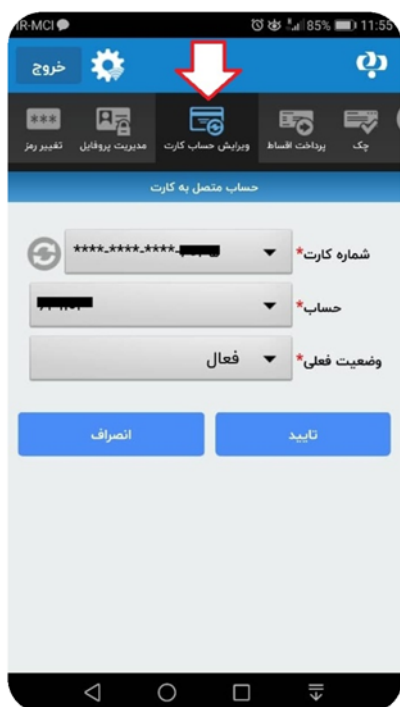 IR-MCI 85% 11:55
خروج
چک پرداخت اقساط ویرایش حساب کارت مدیریت پروفایل تغییر رمز
***
حساب متصل به کارت
شماره کارت* ****-****-****-
حساب*
وضعیت فعلی* فعال
تایید انصراف